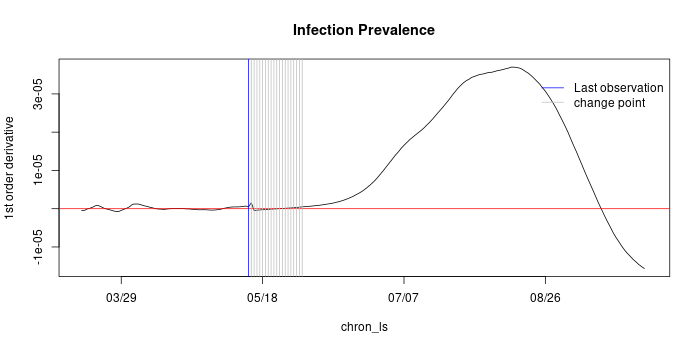 Infection Prevalence
1st order derivative
3e-05
1e-05
-1e-05
Last observation
change point
03/29
05/18
07/07
08/26
chron_ls